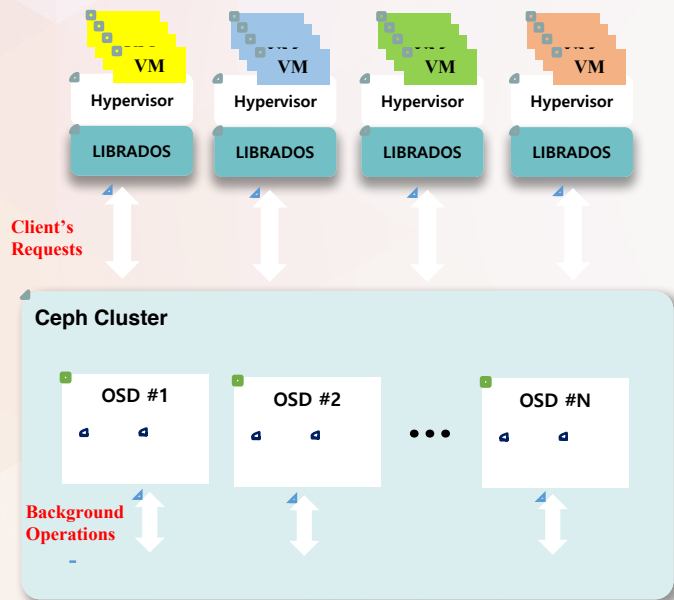 VM VM VM VM
Hypervisor Hypervisor Hypervisor Hypervisor
LIBRADOS LIBRADOS LIBRADOS LIBRADOS
Client's
Requests
Ceph Cluster
OSD #1 OSD #2 OSD #N
•••
Background
Operations